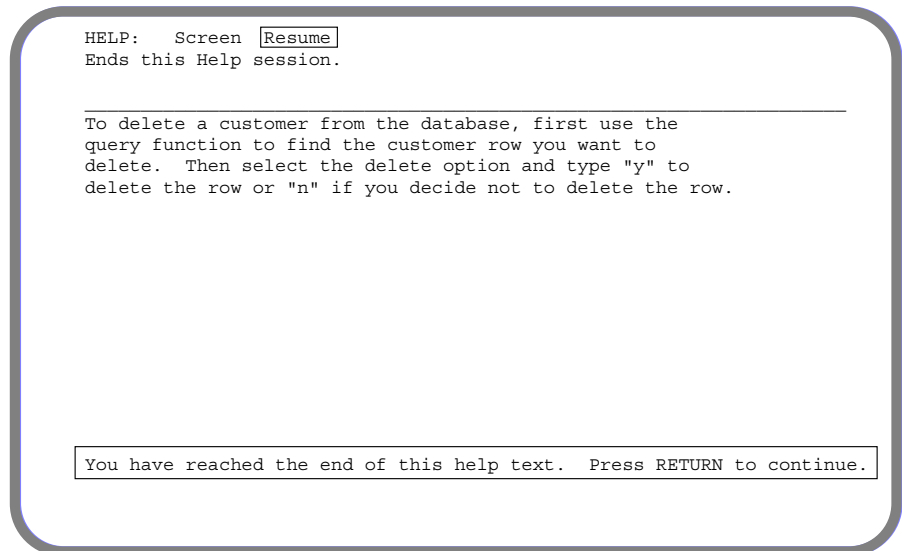 HELP:   Screen  Resume
Ends this Help session.
To delete a customer from the database, first use the
query function to find the customer row you want to
delete.  Then select the delete option and type "y" to
delete the row or "n" if you decide not to delete the row.
You have reached the end of this help text.  Press RETURN to continue.